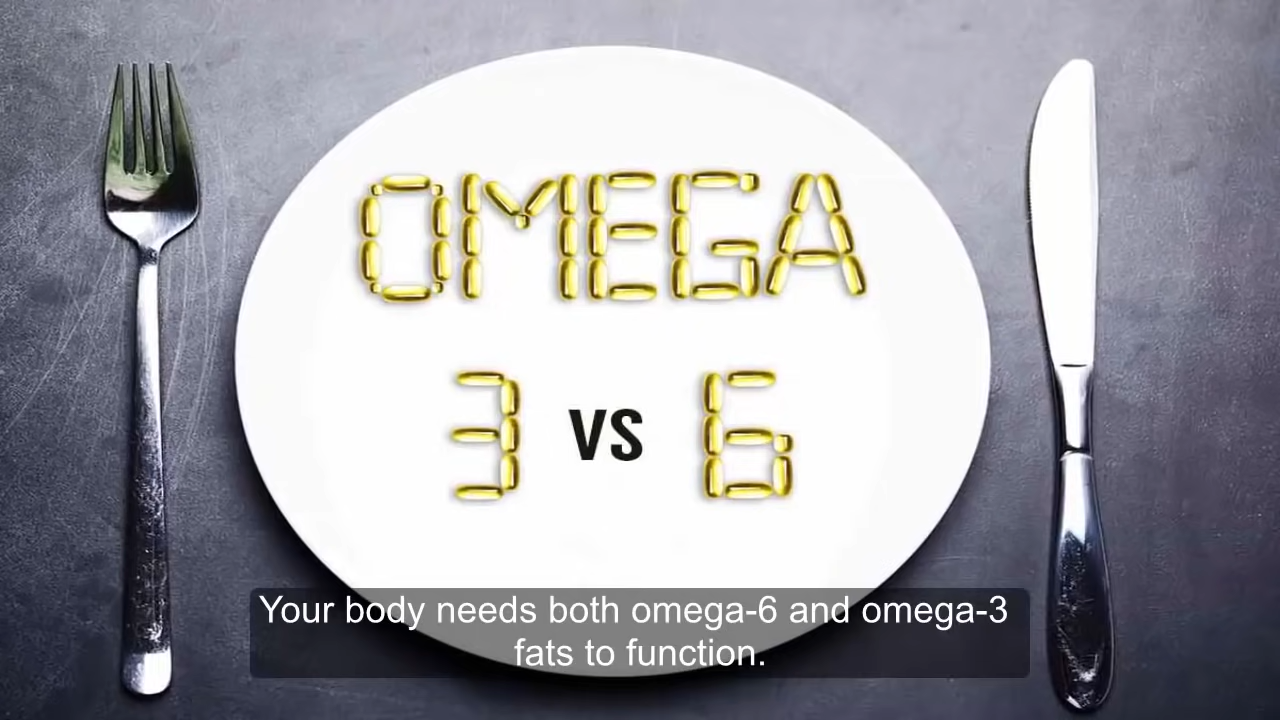 OMEGA
3 VS 6
Your body needs both omega-6 and omega-3
fats to function.